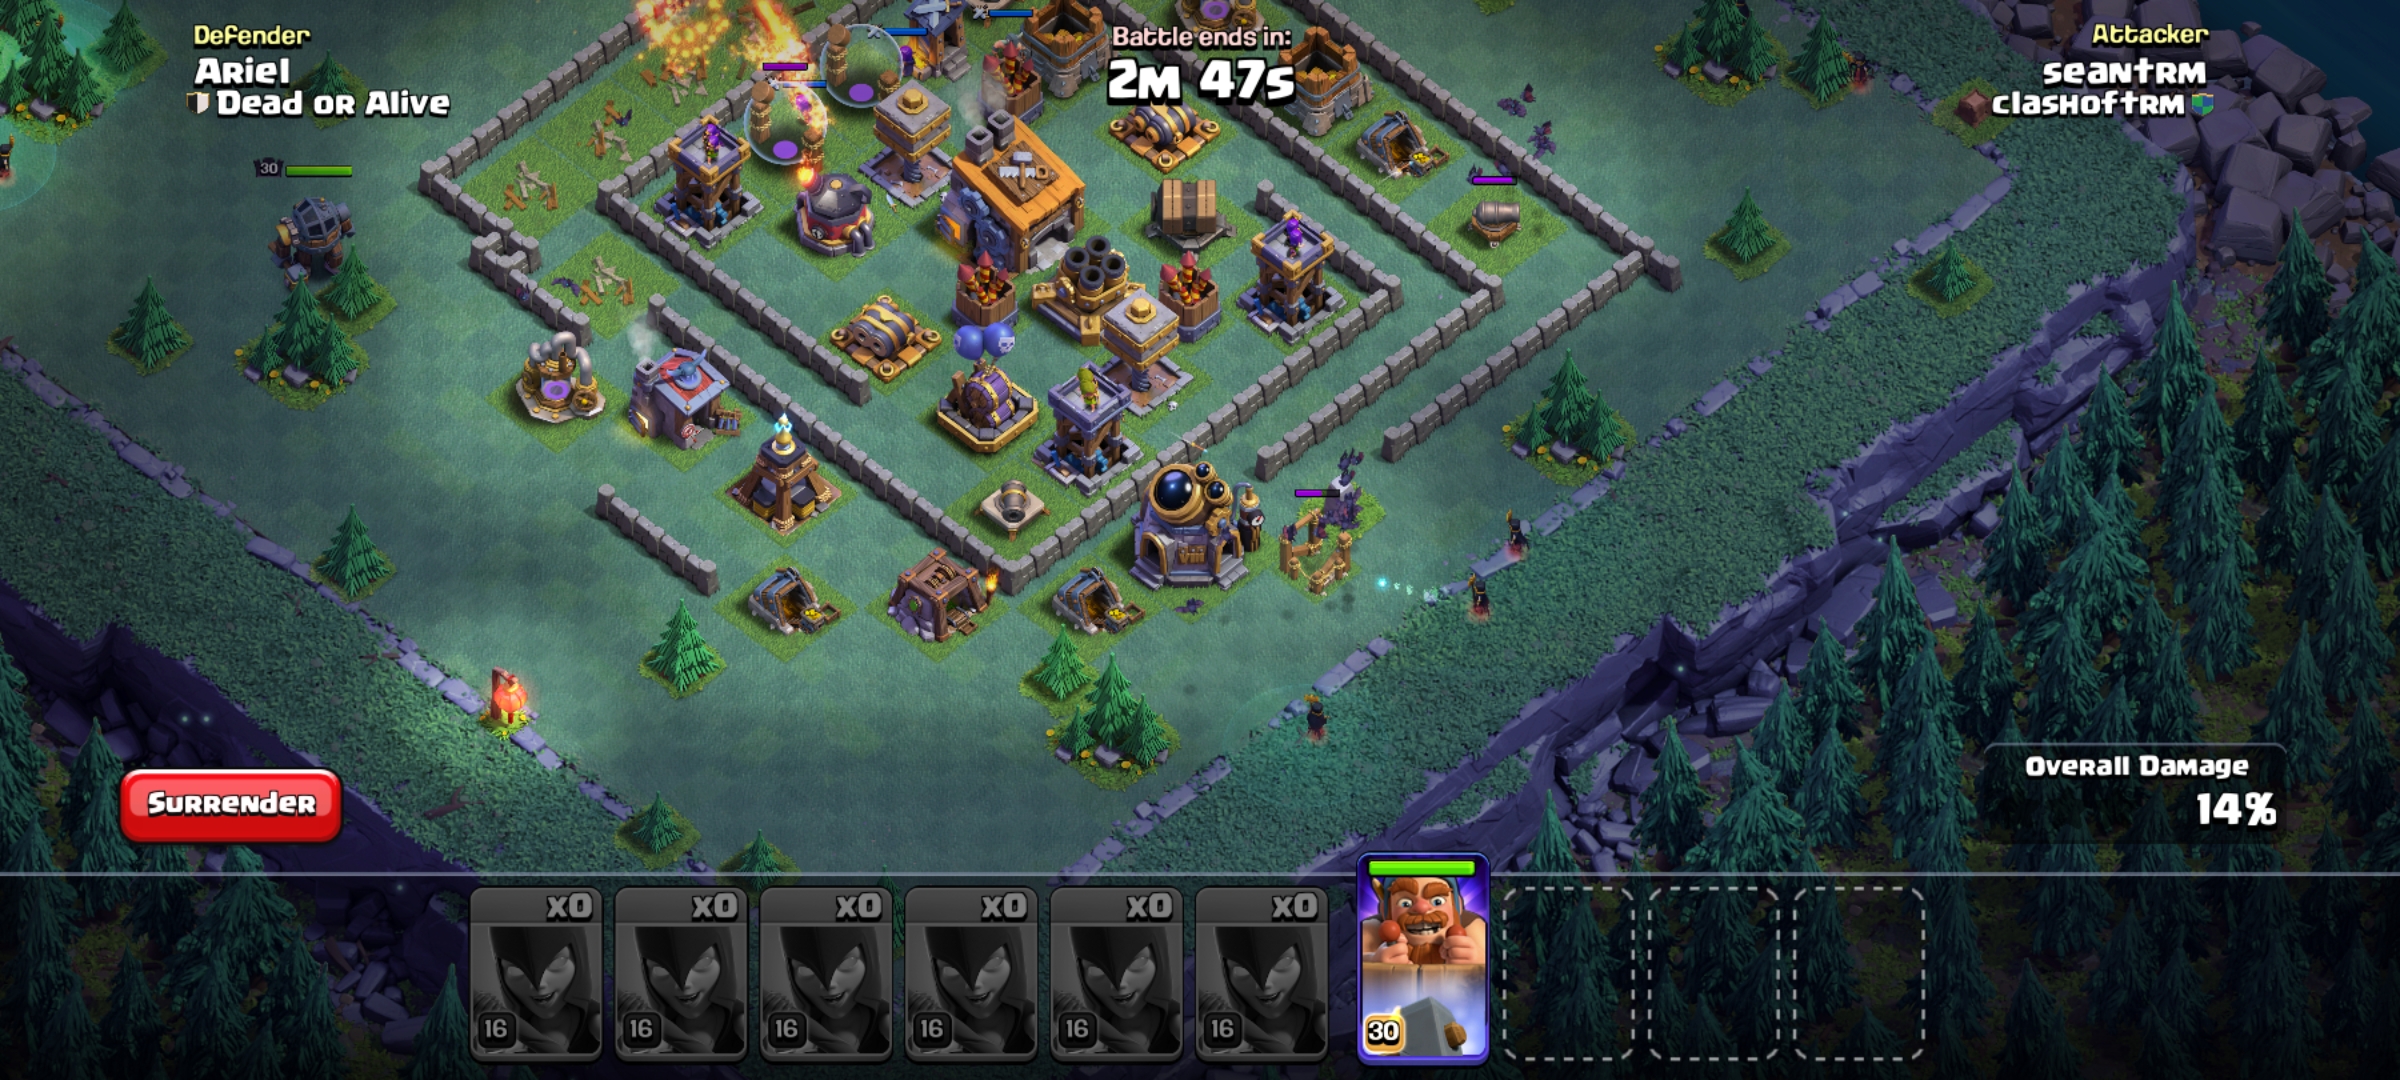 Defender
Ariel
Dead or Alive
30
Battle ends in:
2M 47s
Attacker
seantrm
clashoftrm
Surrender
Overall Damage
14%
x0 x0 x0 x0 x0 x0
16 16 16 16 16 16 30